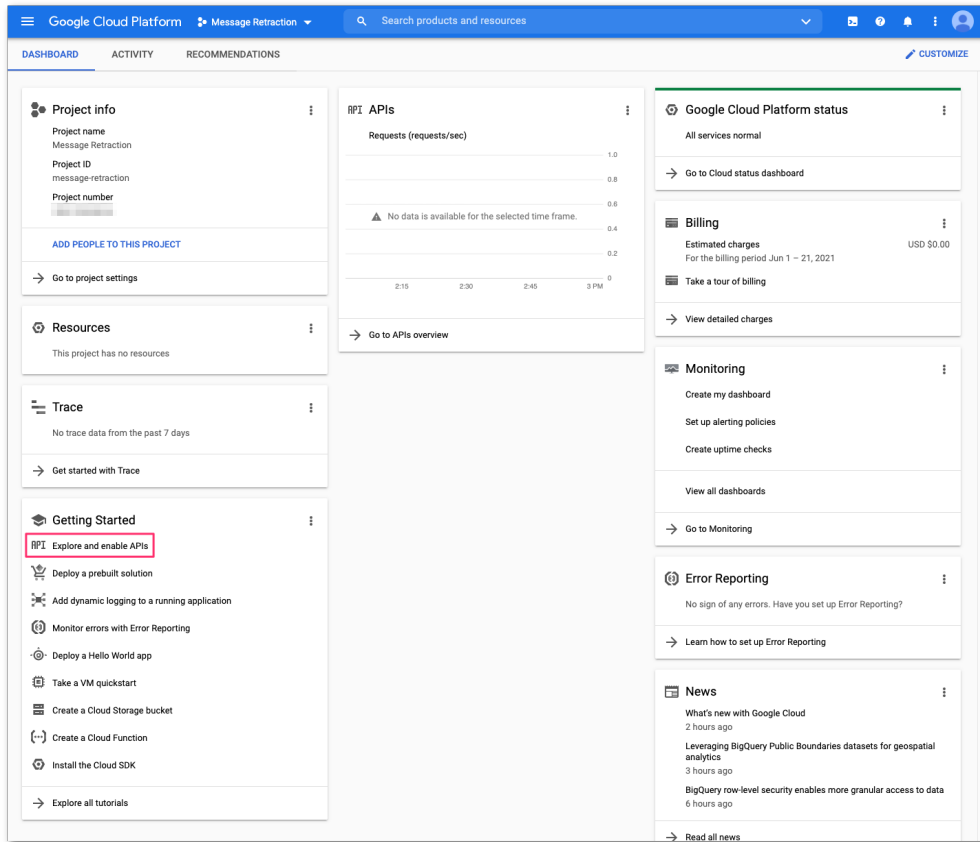 Google Cloud Platform
Message Retraction
Search products and resources
DASHBOARD
ACTIVITY
RECOMMENDATIONS
CUSTOMIZE
Project info
Project name
Message Retraction
Project ID
message-retraction
Project number
ADD PEOPLE TO THIS PROJECT
Go to project settings
Resources
This project has no resources
Trace
No trace data from the past 7 days
Get started with Trace
Getting Started
API Explore and enable APIs
Deploy a prebuilt solution
Add dynamic logging to a running application
Monitor errors with Error Reporting
Deploy a Hello World app
Take a VM quickstart
Create a Cloud Storage bucket
Create a Cloud Function
Install the Cloud SDK
Explore all tutorials
API APIs
Requests (requests/sec)
1.0
0.8
0.6
No data is available for the selected time frame.
0.4
0.2
0
2:15 2:30 2:45 3 PM
Go to APIs overview
Google Cloud Platform status
All services normal
Go to Cloud status dashboard
Billing
Estimated charges USD $0.00
For the billing period Jun 1 – 21, 2021
Take a tour of billing
View detailed charges
Monitoring
Create my dashboard
Set up alerting policies
Create uptime checks
View all dashboards
Go to Monitoring
Error Reporting
No sign of any errors. Have you set up Error Reporting?
Learn how to set up Error Reporting
News
What's new with Google Cloud
2 hours ago
Leveraging BigQuery Public Boundaries datasets for geospatial
analytics
3 hours ago
BigQuery row-level security enables more granular access to data
6 hours ago
Read all news